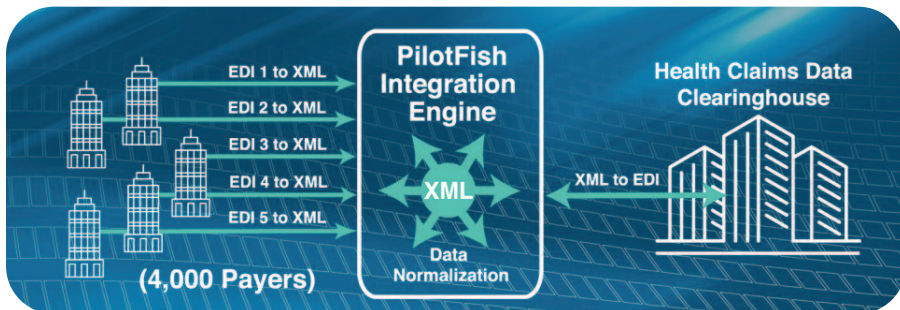 EDI 1 to XML
EDI 2 to XML
EDI 3 to XML
EDI 4 to XML
EDI 5 to XML
(4,000 Payers)
PilotFish
Integration
Engine
XML
Data
Normalization
XML to EDI
Health Claims Data
Clearinghouse